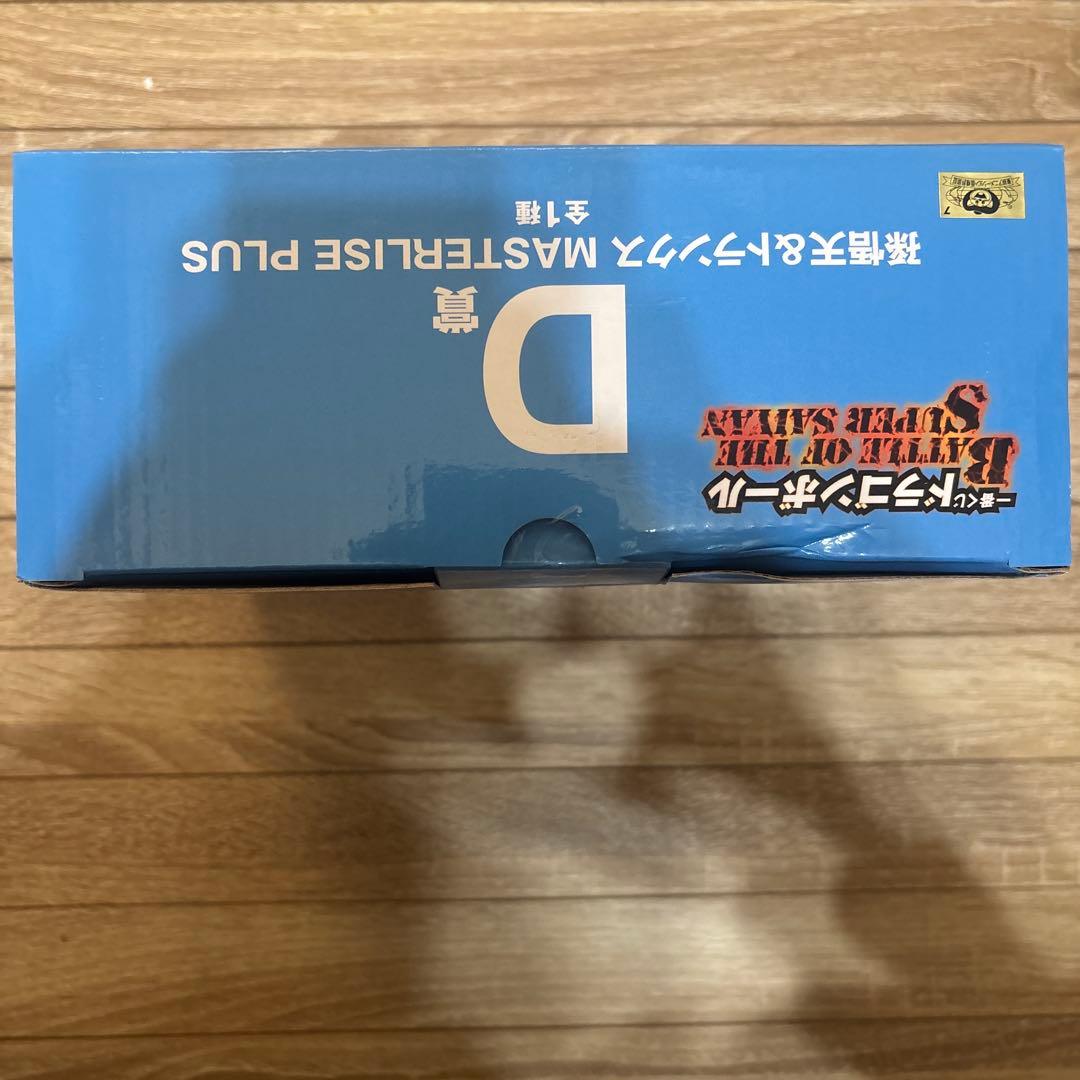 一番くじ
ドラゴンボール
BATTLE OF THE
SUPER SAIYAN
D賞
孫悟天&トランクス MASTERLISE PLUS
全1種